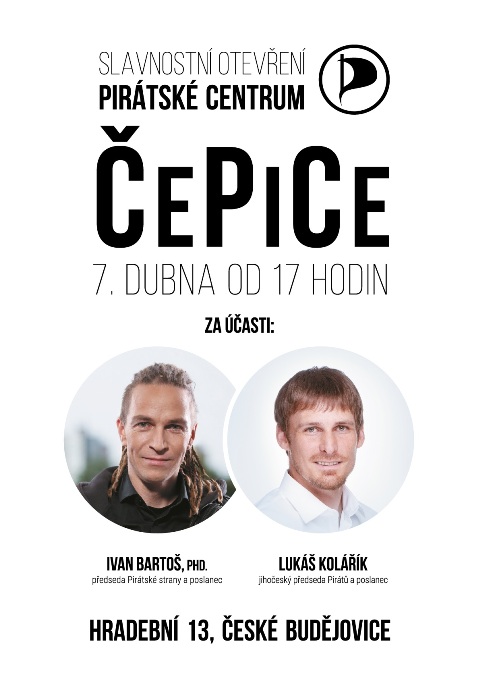 SLAVNOSTNÍ OTEVŘENÍ
PIRÁTSKÉ CENTRUM
ČEPICE
7. DUBNA OD 17 HODIN
ZA ÚČASTI:
IVAN BARTOŠ, PHD.
předseda Pirátské strany a poslanec
LUKÁŠ KOLÁŘÍK
jihočeský předseda Pirátů a poslanec
HRADEBNÍ 13, ČESKÉ BUDĚJOVICE